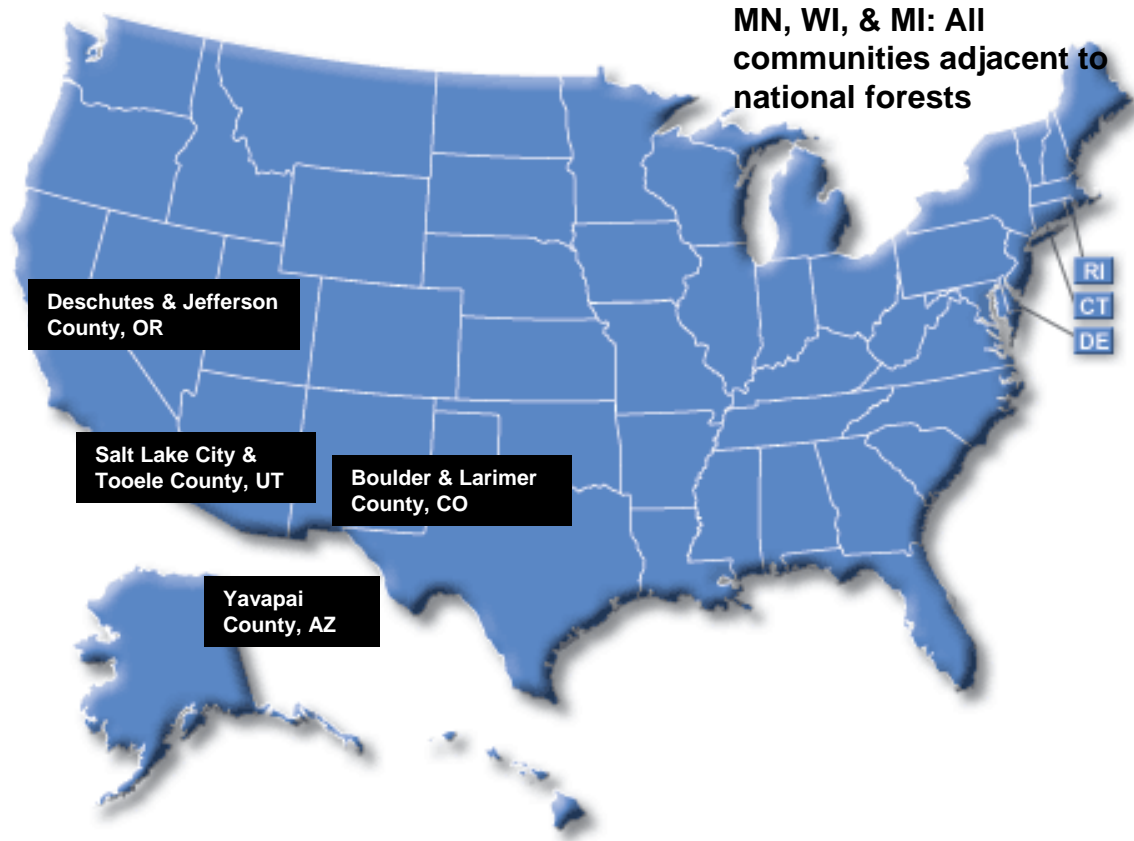 MN, WI, & MI: All
communities adjacent to
national forests
RI
CT
DE
Deschutes & Jefferson
County, OR
Salt Lake City &
Tooele County, UT
Boulder & Larimer
County, CO
Yavapai
County, AZ